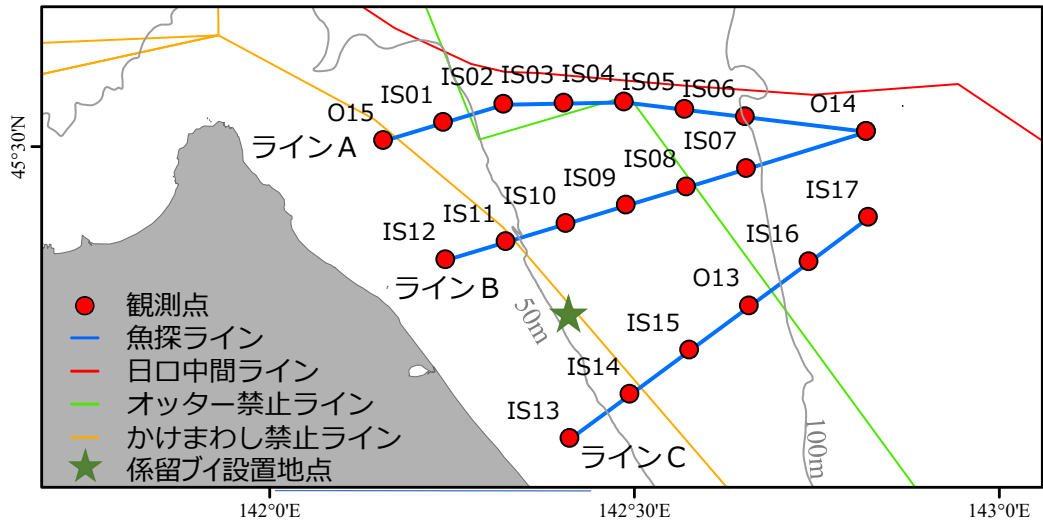 IS02
IS03
IS04
IS05
IS06
O14
IS01
O15
ラインA
45°30'N
IS07
IS08
IS09
IS10
IS11
IS12
ラインB
IS17
IS16
O13
IS15
IS14
IS13
ラインC
50m
100m
観測点
魚探ライン
日ロ中間ライン
オッター禁止ライン
かけまわし禁止ライン
係留ブイ設置地点
142°0'E
142°30'E
143°0'E